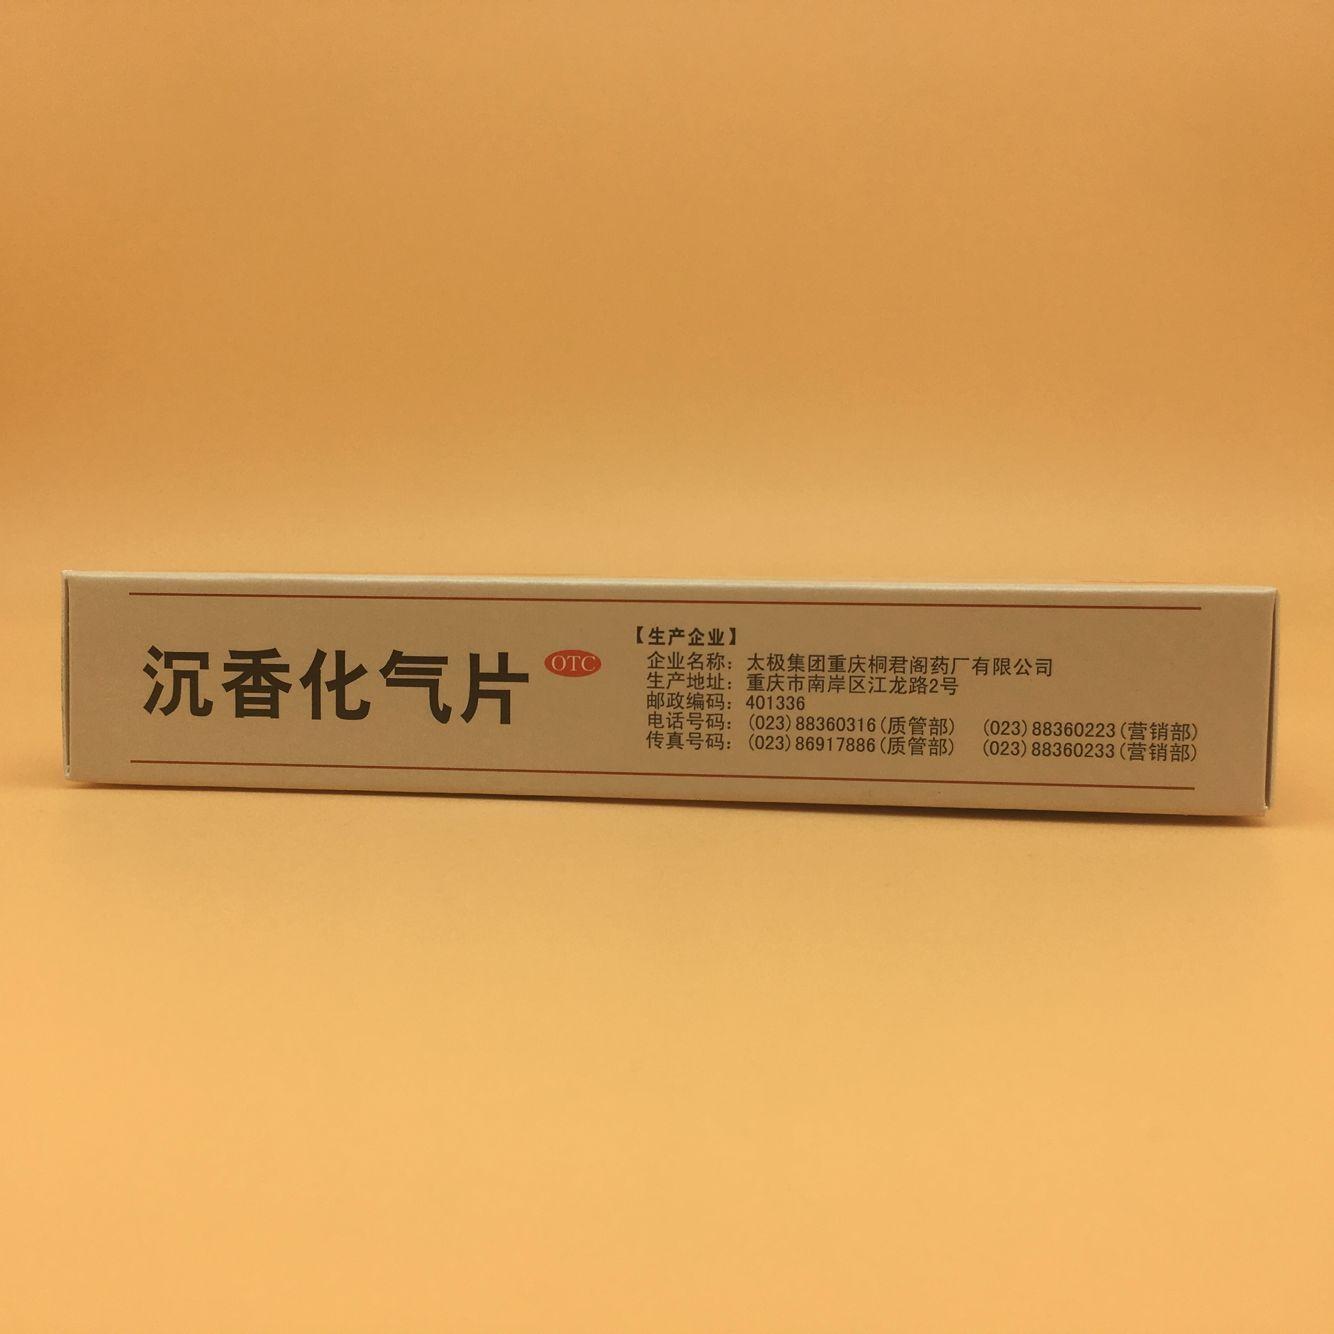 沉香化气片 OTC
【生产企业】
企业名称：太极集团重庆桐君阁药厂有限公司
生产地址：重庆市南岸区江龙路2号
邮政编码：401336
电话号码：(023)88360316(质管部) (023)88360223(营销部)
传真号码：(023)86917886(质管部) (023)88360233(营销部)